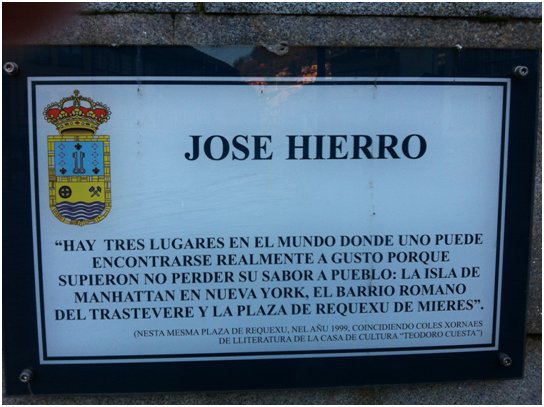 JOSE HIERRO
“HAY TRES LUGARES EN EL MUNDO DONDE UNO PUEDE
ENCONTRARSE REALMENTE A GUSTO PORQUE
SUPIERON NO PERDER SU SABOR A PUEBLO: LA ISLA DE
MANHATTAN EN NUEVA YORK, EL BARRIO ROMANO
DEL TRASTEVERE Y LA PLAZA DE REQUEXU DE MIERES”.
(NESTA MESMA PLAZA DE REQUEXU, NEL AÑU 1999, COINCIDIENDO COLES XORNAES
DE LLITERATURA DE LA CASA DE CULTURA “TEODORO CUESTA”)